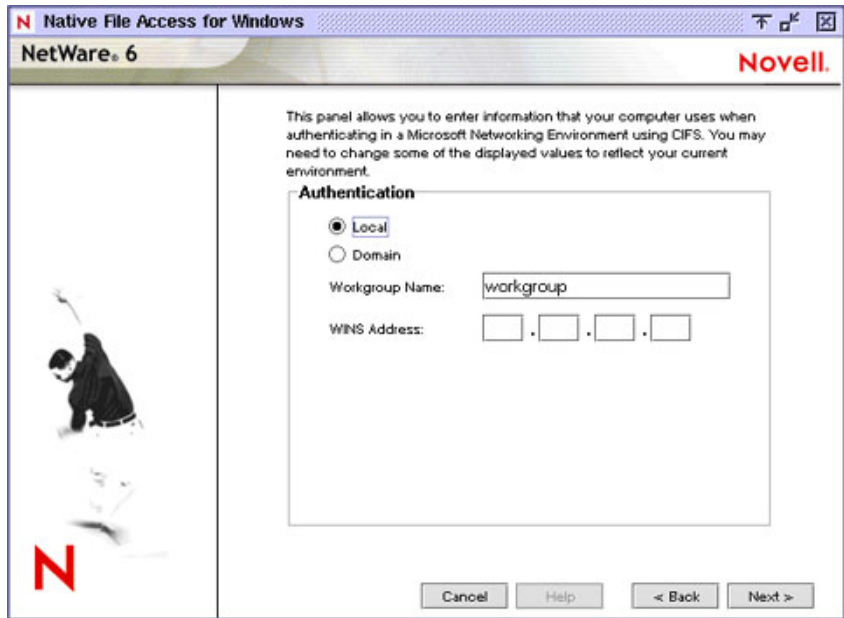 N Native File Access for Windows
NetWare® 6
Novell.
This panel allows you to enter information that your computer uses when
authenticating in a Microsoft Networking Environment using CIFS. You may
need to change some of the displayed values to reflect your current
environment.
Authentication
Local
Domain
Workgroup Name: workgroup
WINS Address: . . .
N
Cancel Help < Back Next >